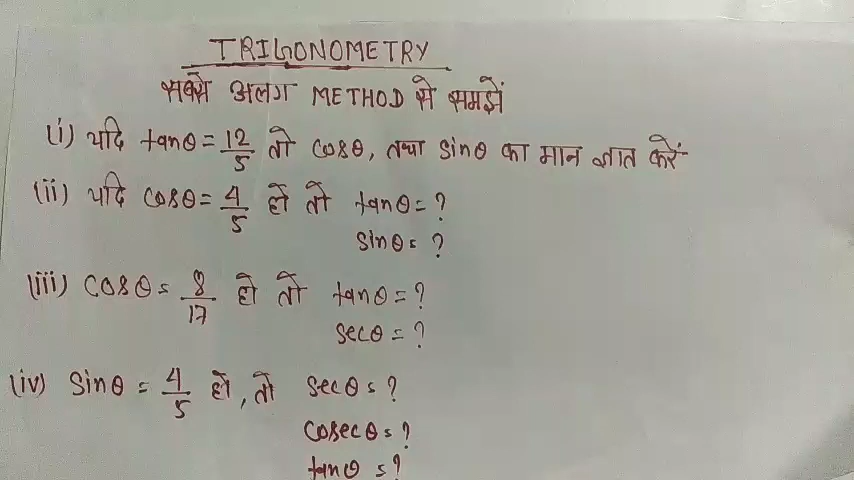 TRIGONOMETRY
सबसे अलग METHOD से समझें
(i) यदि tanθ = 12/5 तो cosθ, तथा sinθ का मान ज्ञात करें
(ii) यदि cosθ = 4/5 हो तो tanθ = ?
sinθ = ?
(iii) cosθ = 8/17 हो तो tanθ = ?
secθ = ?
(iv) sinθ = 4/5 हो, तो secθ = ?
cosecθ = ?
tanθ = ?